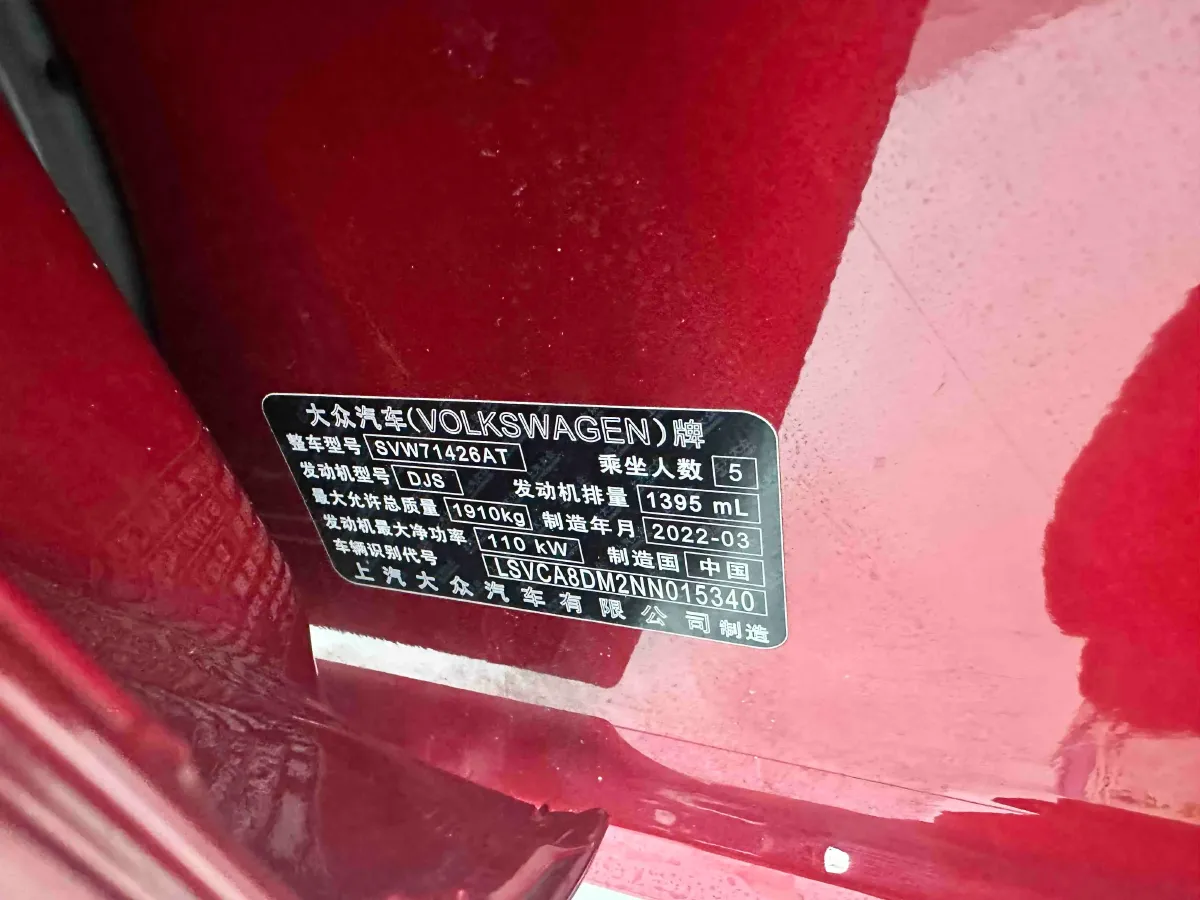 大众汽车(VOLKSWAGEN)牌
整车型号 SVW71426AT 乘坐人数 5
发动机型号 DJS 发动机排量 1395 mL
最大允许总质量 1910kg 制造年月 2022-03
发动机最大净功率 110 kW 制造国 中国
车辆识别代号 LSVCA8DM2NN015340
上汽大众汽车有限公司制造